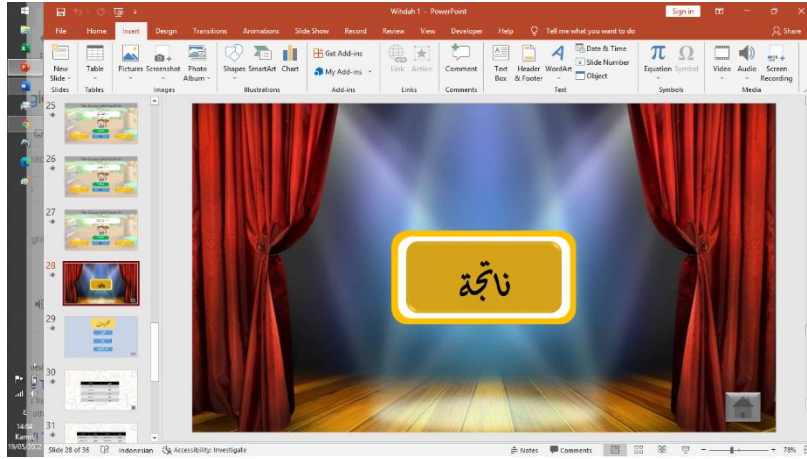 Wihdah 1 - PowerPoint
Sign in
File Home Insert Design Transitions Animations Slide Show Record Review View Developer Help Tell me what you want to do Share
New Slide
Table
Pictures Screenshot Photo Album
Shapes SmartArt Chart
Get Add-ins
My Add-ins
Link Action
Comment
Text Box
Header & Footer
WordArt
Date & Time
Slide Number
Object
Equation Symbol
Video Audio Screen Recording
Slides Tables Images Illustrations Add-ins Links Comments Text Symbols Media
25
26
27
28
29
30
31
ناتجة
14:04
Kamis
Slide 28 of 36 Indonesian Accessibility: Investigate Notes Comments 78%